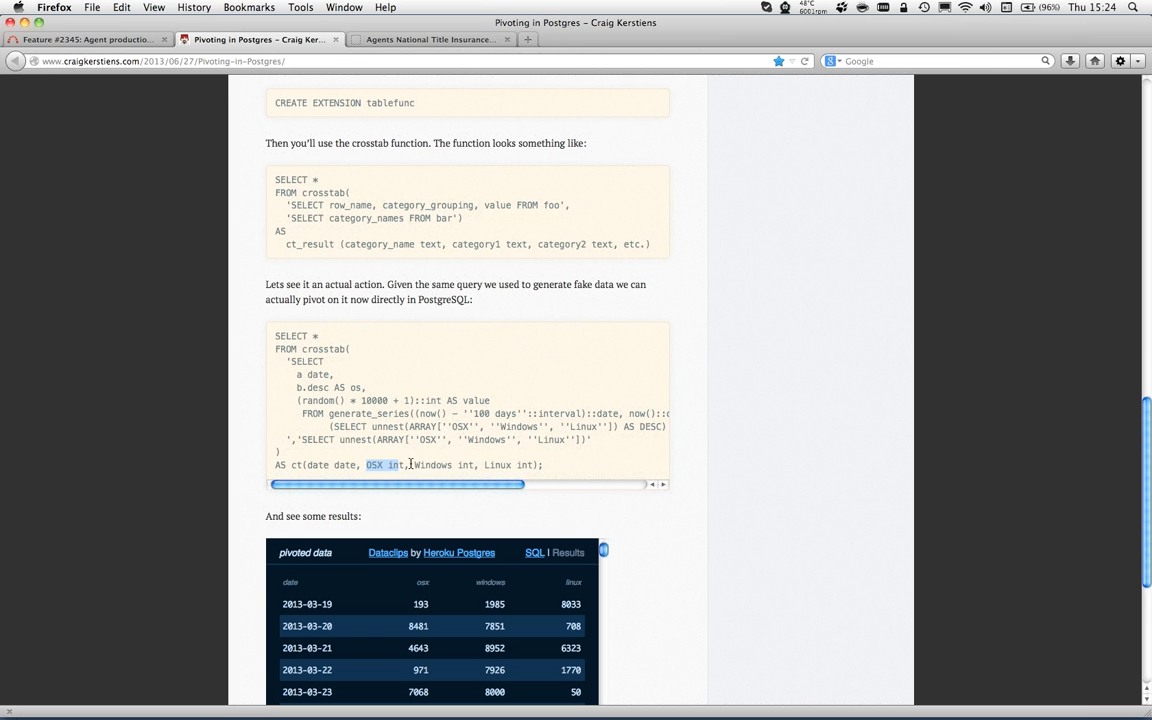 Firefox File Edit View History Bookmarks Tools Window Help 48°C 6001rpm (96%) Thu 15:24
Pivoting in Postgres – Craig Kerstiens
Feature #2345: Agent productio... Pivoting in Postgres – Craig Ker... Agents National Title Insurance...
www.craigkerstiens.com/2013/06/27/Pivoting-in-Postgres/ Google
CREATE EXTENSION tablefunc
Then you'll use the crosstab function. The function looks something like:
SELECT *
FROM crosstab(
'SELECT row_name, category_grouping, value FROM foo',
'SELECT category_names FROM bar')
AS
ct_result (category_name text, category1 text, category2 text, etc.)
Lets see it an actual action. Given the same query we used to generate fake data we can
actually pivot on it now directly in PostgreSQL:
SELECT *
FROM crosstab(
'SELECT
a date,
b.desc AS os,
(random() * 10000 + 1)::int AS value
FROM generate_series((now() - ''100 days''::interval)::date, now()::
(SELECT unnest(ARRAY[''OSX'', ''Windows'', ''Linux'']) AS DESC)
','SELECT unnest(ARRAY[''OSX'', ''Windows'', ''Linux''])'
)
AS ct(date date, OSX int, Windows int, Linux int);
And see some results:
pivoted data Dataclips by Heroku Postgres SQL | Results
date osx windows linux
2013-03-19 193 1985 8033
2013-03-20 8481 7851 708
2013-03-21 4643 8952 6323
2013-03-22 971 7926 1770
2013-03-23 7068 8000 50